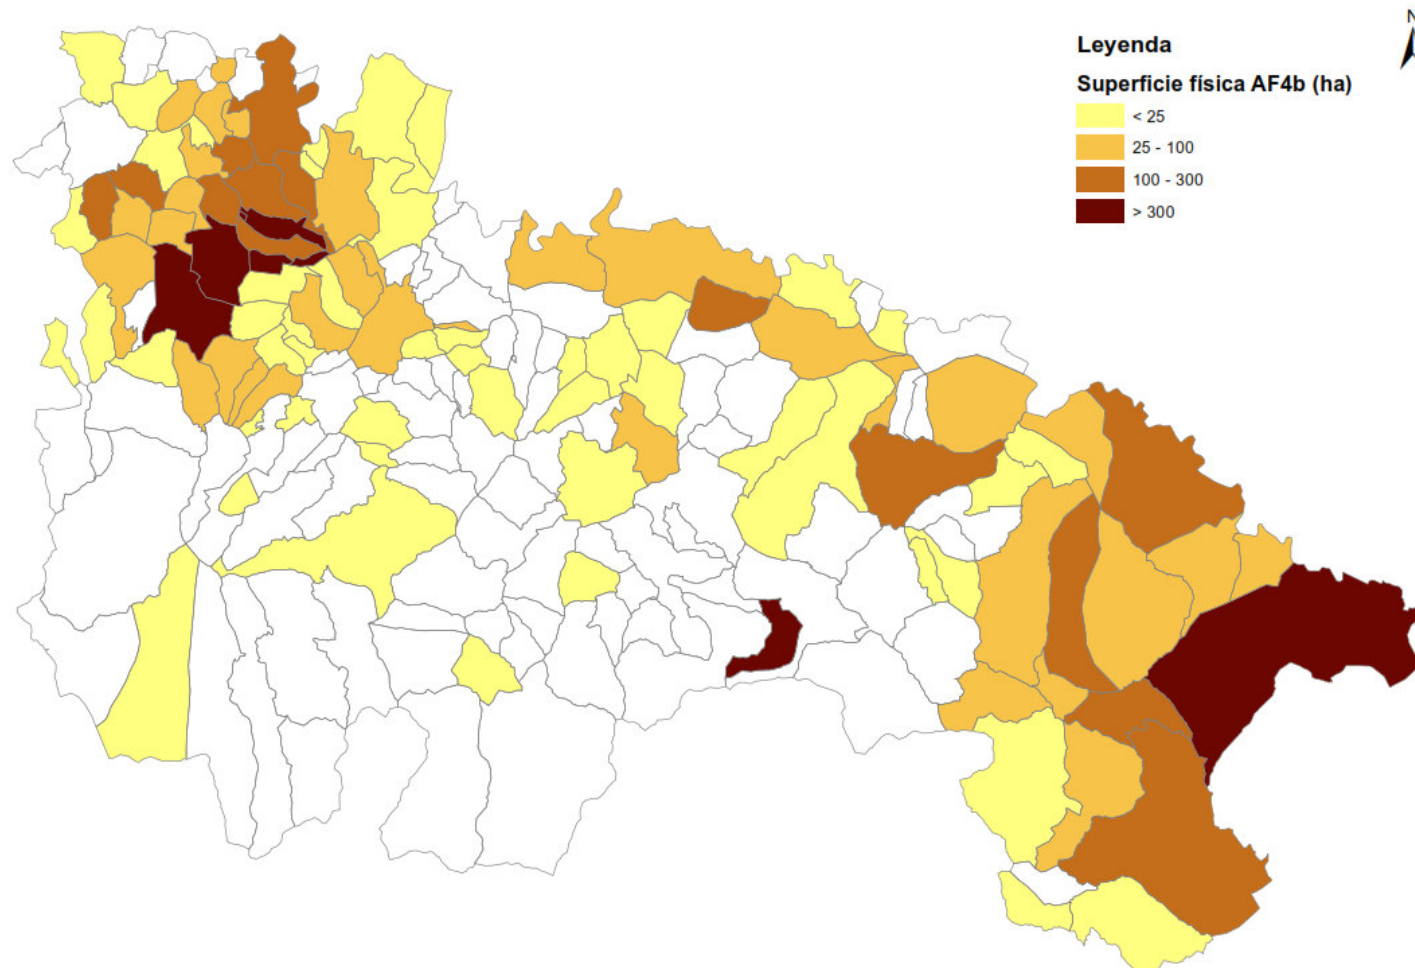 N
Leyenda
Superficie física AF4b (ha)
< 25
25 - 100
100 - 300
> 300